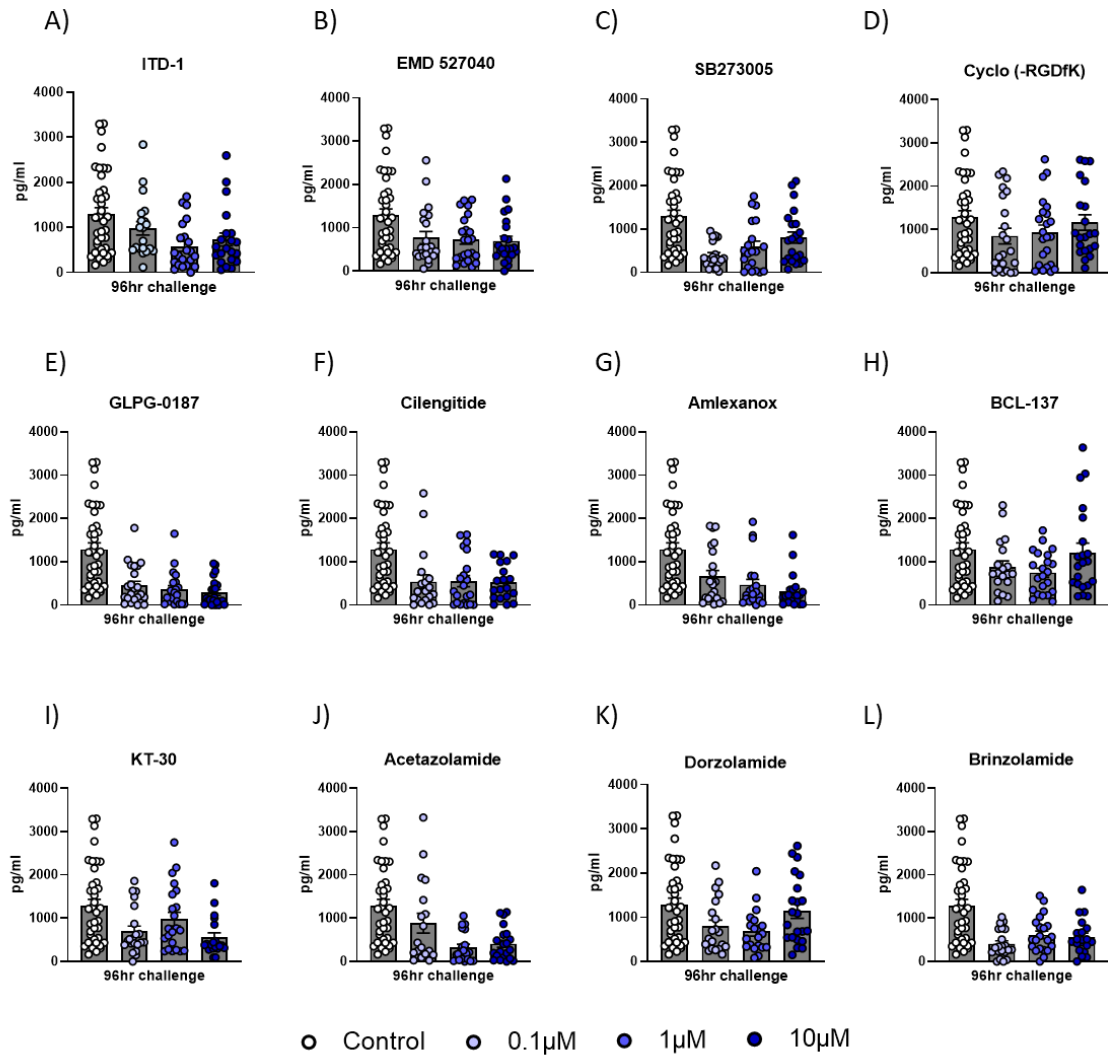 A)
B)
C)
D)
ITD-1
EMD 527040
SB273005
Cyclo (-RGDfK)
4000
3000
2000
1000
0
pg/ml
96hr challenge
4000
3000
2000
1000
0
pg/ml
96hr challenge
4000
3000
2000
1000
0
pg/ml
96hr challenge
4000
3000
2000
1000
0
pg/ml
96hr challenge
E)
F)
G)
H)
GLPG-0187
Cilengitide
Amlexanox
BCL-137
4000
3000
2000
1000
0
pg/ml
96hr challenge
4000
3000
2000
1000
0
pg/ml
96hr challenge
4000
3000
2000
1000
0
pg/ml
96hr challenge
4000
3000
2000
1000
0
pg/ml
96hr challenge
I)
J)
K)
L)
KT-30
Acetazolamide
Dorzolamide
Brinzolamide
4000
3000
2000
1000
0
pg/ml
96hr challenge
4000
3000
2000
1000
0
pg/ml
96hr challenge
4000
3000
2000
1000
0
pg/ml
96hr challenge
4000
3000
2000
1000
0
pg/ml
96hr challenge
Control 0.1µM 1µM 10µM